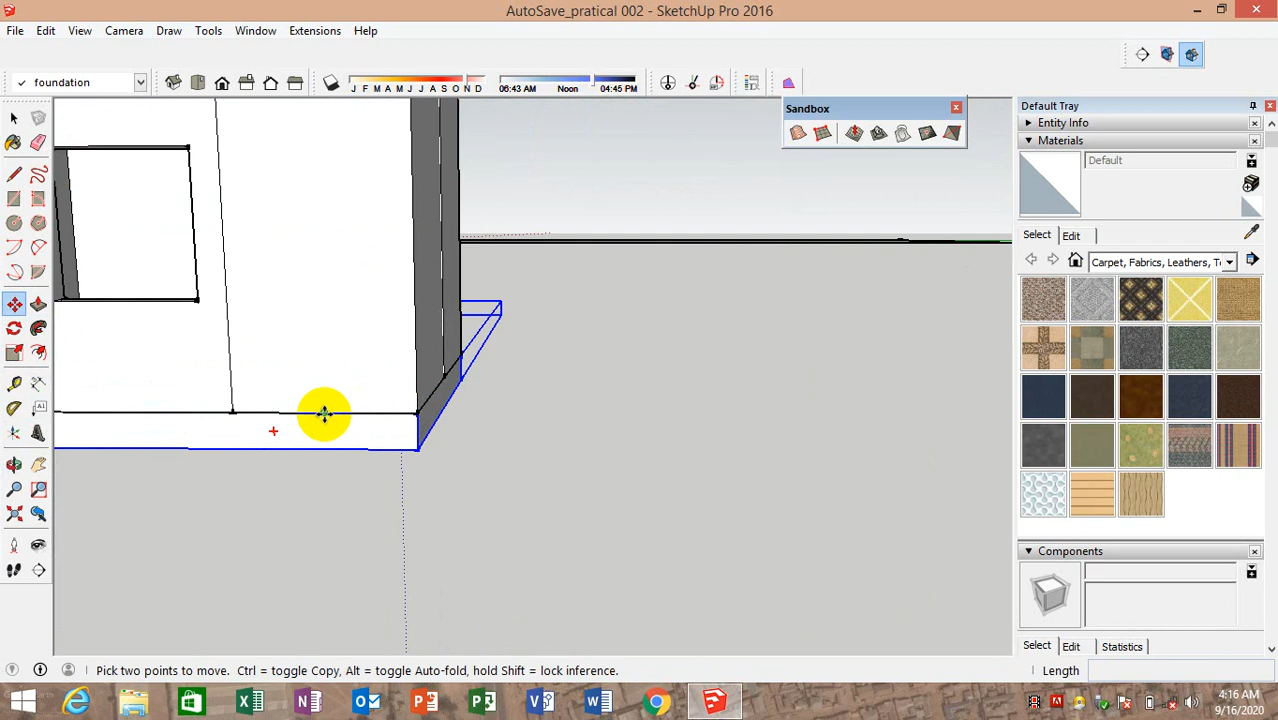 AutoSave_pratical 002 - SketchUp Pro 2016
File Edit View Camera Draw Tools Window Extensions Help
✓ foundation
J F M A M J J A S O N D
06:43 AM Noon 04:45 PM
Sandbox
Default Tray
Entity Info
Materials
Default
Select Edit
Carpet, Fabrics, Leathers, T
Components
Select Edit Statistics
Pick two points to move. Ctrl = toggle Copy, Alt = toggle Auto-fold, hold Shift = lock inference.
Length
4:16 AM
9/16/2020